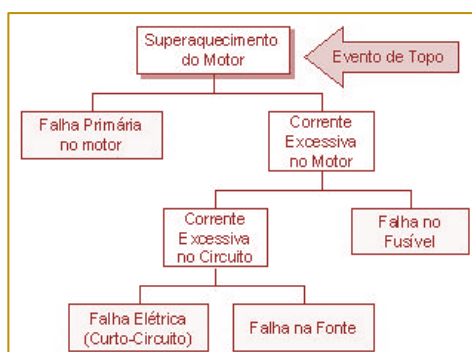 Superaquecimento
do Motor
Evento de Topo
Falha Primária
no motor
Corrente
Excessiva
no Motor
Corrente
Excessiva
no Circuito
Falha no
Fusível
Falha Elétrica
(Curto-Circuito)
Falha na Fonte